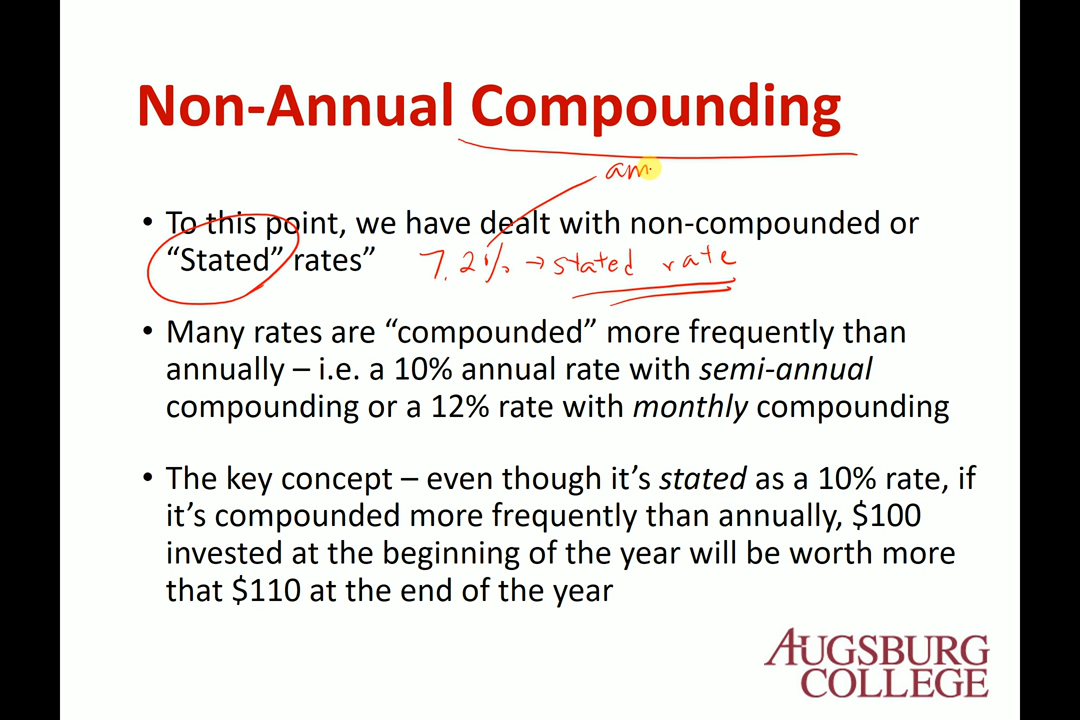 Non-Annual Compounding
am
• To this point, we have dealt with non-compounded or
“Stated” rates”
7.2% → stated rate
• Many rates are “compounded” more frequently than
annually – i.e. a 10% annual rate with semi-annual
compounding or a 12% rate with monthly compounding
• The key concept – even though it’s stated as a 10% rate, if
it’s compounded more frequently than annually, $100
invested at the beginning of the year will be worth more
that $110 at the end of the year
AUGSBURG
COLLEGE